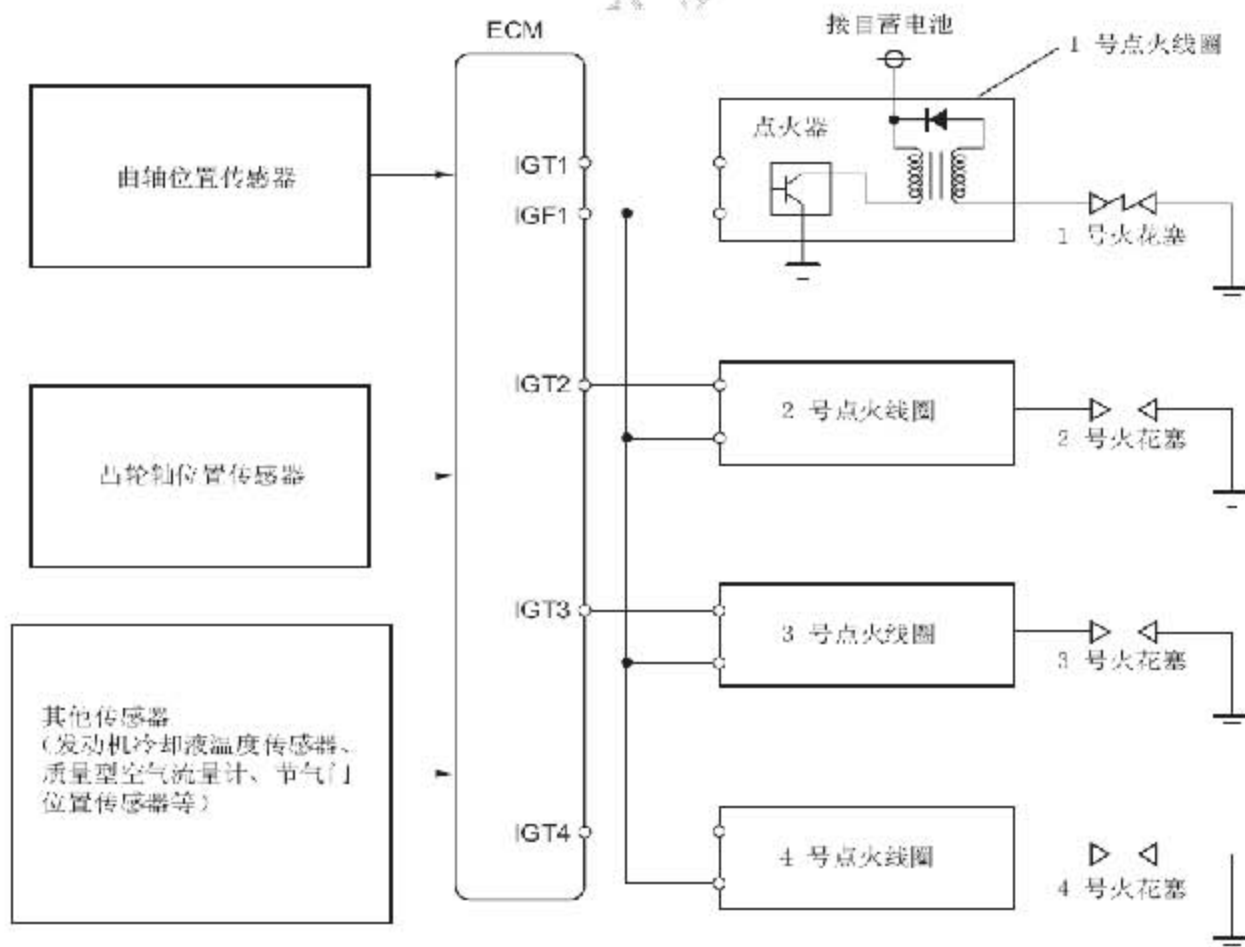 ECM
接自蓄电池
1 号点火线圈
点火器
曲轴位置传感器
IGT1
IGF1
1 号火花塞
IGT2
2 号点火线圈
2 号火花塞
凸轮轴位置传感器
IGT3
3 号点火线圈
3 号火花塞
其他传感器
(发动机冷却液温度传感器、
质量型空气流量计、节气门
位置传感器等)
IGT4
4 号点火线圈
4 号火花塞